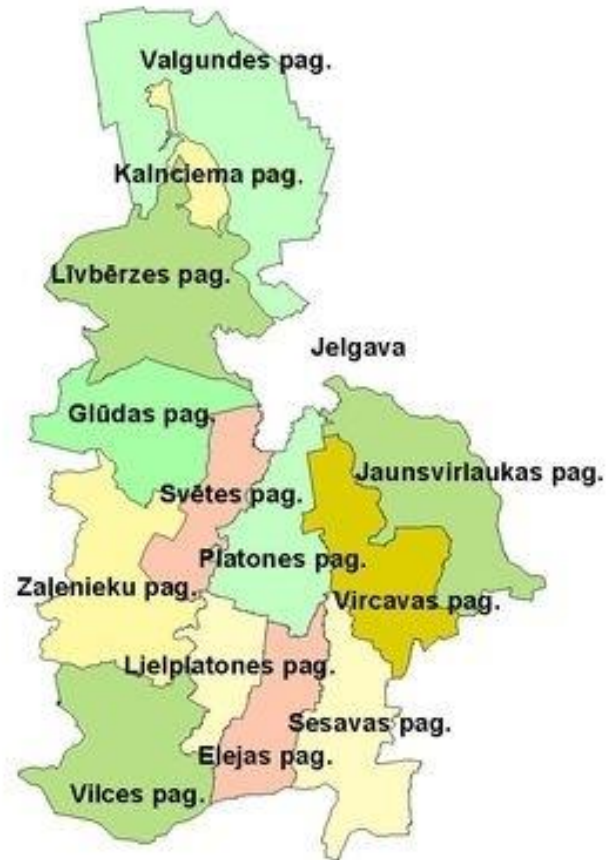 Valgundes pag.
Kalnciema pag.
Līvbērzes pag.
Jelgava
Glūdas pag.
Jaunsvirlaukas pag.
Svētes pag.
Platones pag.
Zaļenieku pag.
Vircavas pag.
Lielplatones pag.
Sesavas pag.
Elejas pag.
Vilces pag.